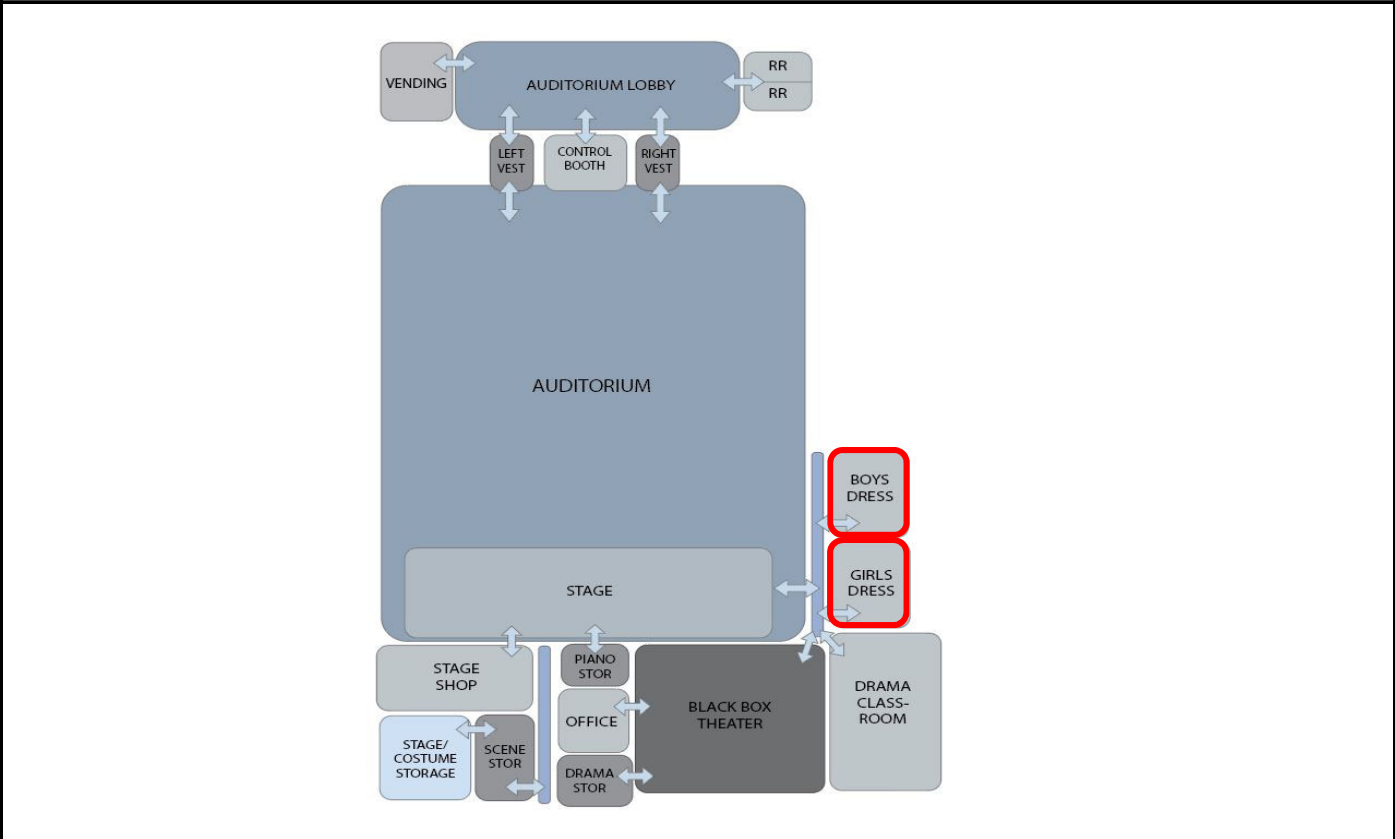 VENDING
AUDITORIUM LOBBY
RR
RR
LEFT
VEST
CONTROL
BOOTH
RIGHT
VEST
AUDITORIUM
BOYS
DRESS
GIRLS
DRESS
STAGE
STAGE
SHOP
PIANO
STOR
OFFICE
BLACK BOX
THEATER
DRAMA
CLASS-
ROOM
STAGE/
COSTUME
STORAGE
SCENE
STOR
DRAMA
STOR